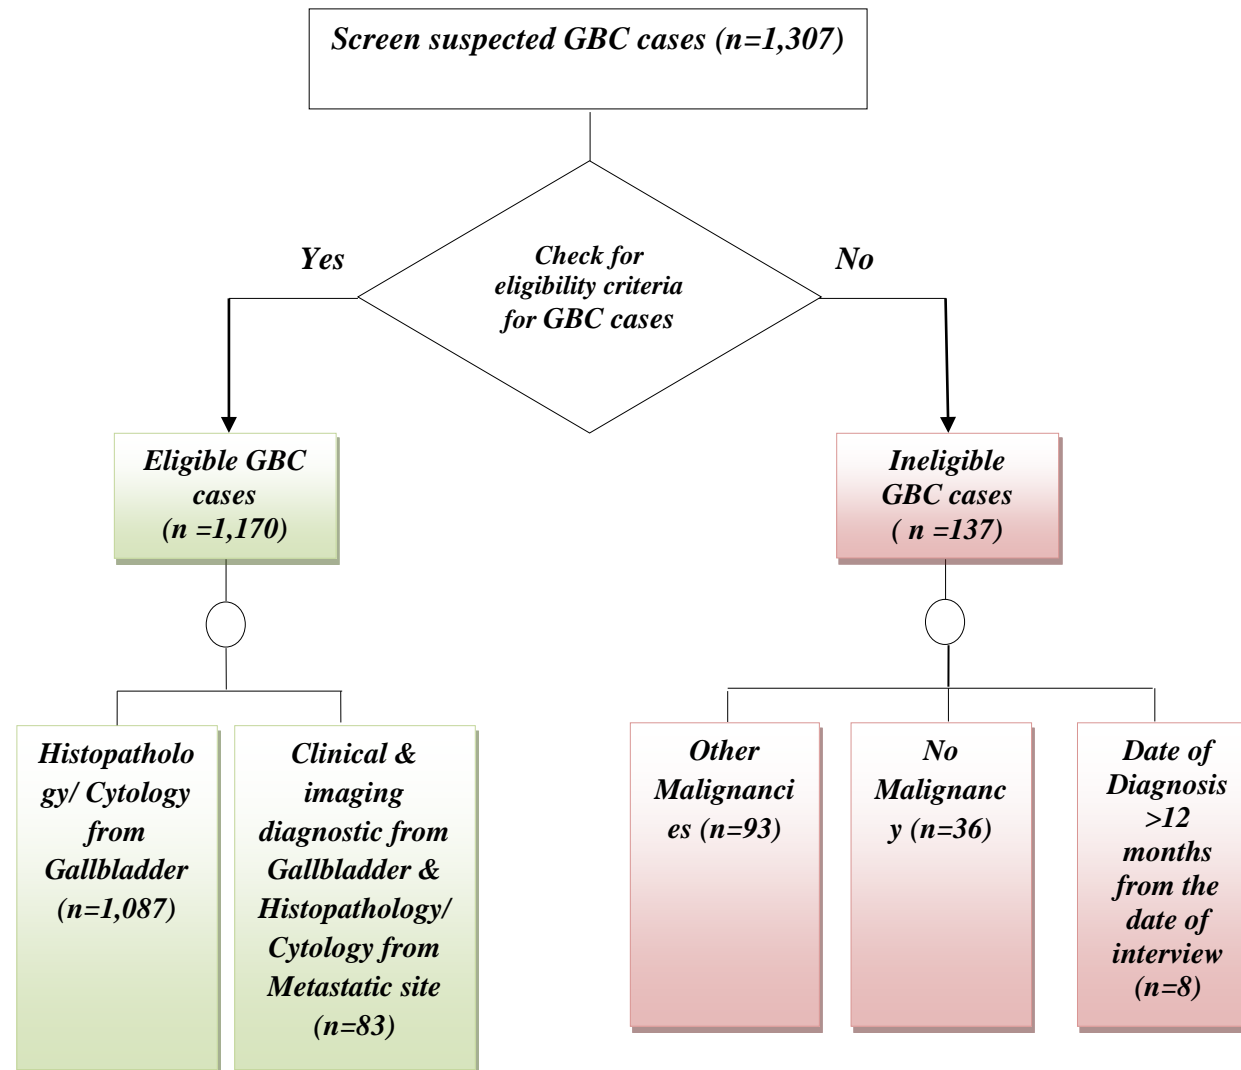 Screen suspected GBC cases (n=1,307)
Yes
Check for
eligibility criteria
for GBC cases
No
Eligible GBC
cases
(n =1,170)
Ineligible
GBC cases
( n =137)
Histopatholo
gy/ Cytology
from
Gallbladder
(n=1,087)
Clinical &
imaging
diagnostic from
Gallbladder &
Histopathology/
Cytology from
Metastatic site
(n=83)
Other
Malignanci
es (n=93)
No
Malignanc
y (n=36)
Date of
Diagnosis
>12
months
from the
date of
interview
(n=8)